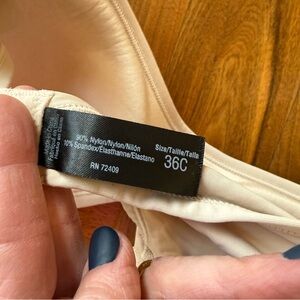 90% Nylon/Nylon/Nilón
10% Spandex/Elasthanne/Elastano
RN 72409
Size/Taille/Talla
36C